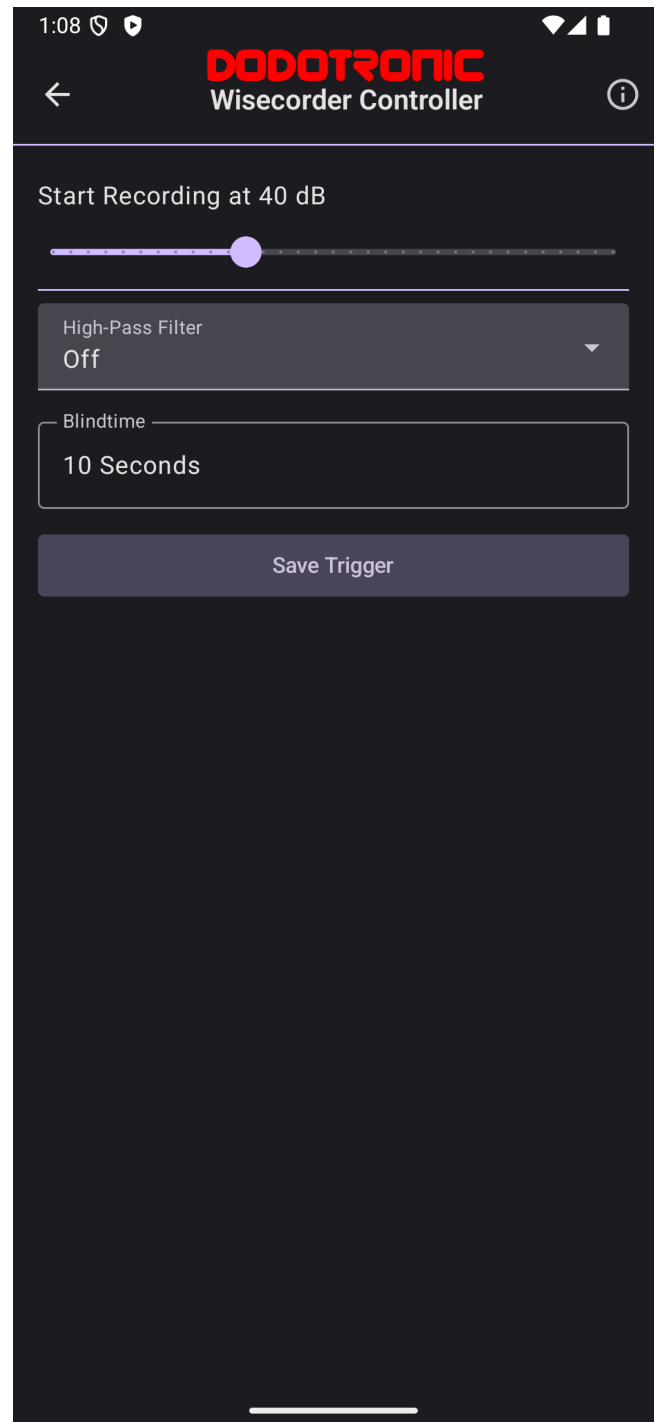 1:08
DODOTRONIC
Wisecorder Controller
Start Recording at 40 dB
High-Pass Filter
Off
Blindtime
10 Seconds
Save Trigger